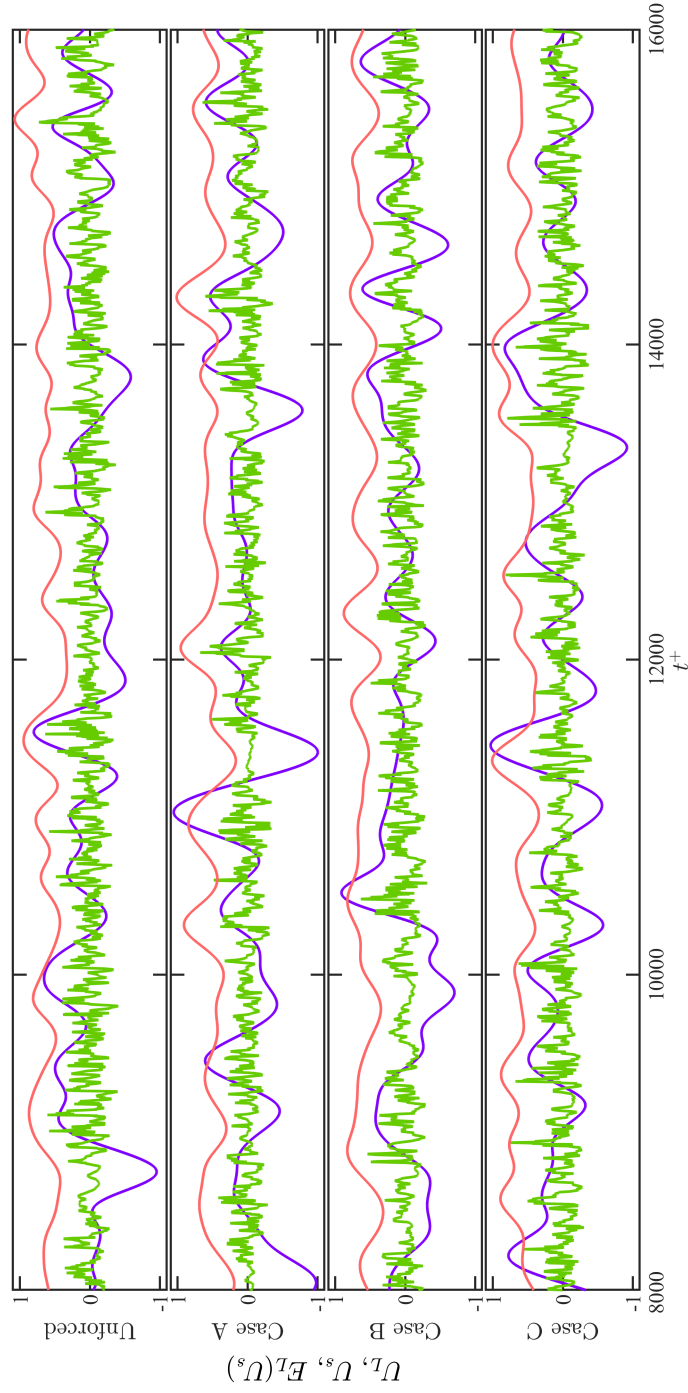 U_L, U_s, E_L(U_s)
Unforced
1
0
-1
Case A
1
0
-1
Case B
1
0
-1
Case C
1
0
-1
8000
10000
12000
14000
16000
t^+